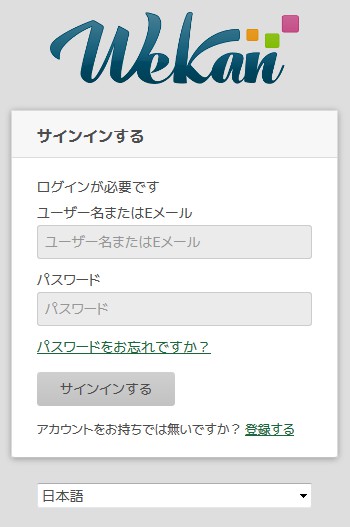 WeKan
サインインする
ログインが必要です
ユーザー名またはEメール
ユーザー名またはEメール
パスワード
パスワード
パスワードをお忘れですか？
サインインする
アカウントをお持ちでは無いですか？ 登録する
日本語